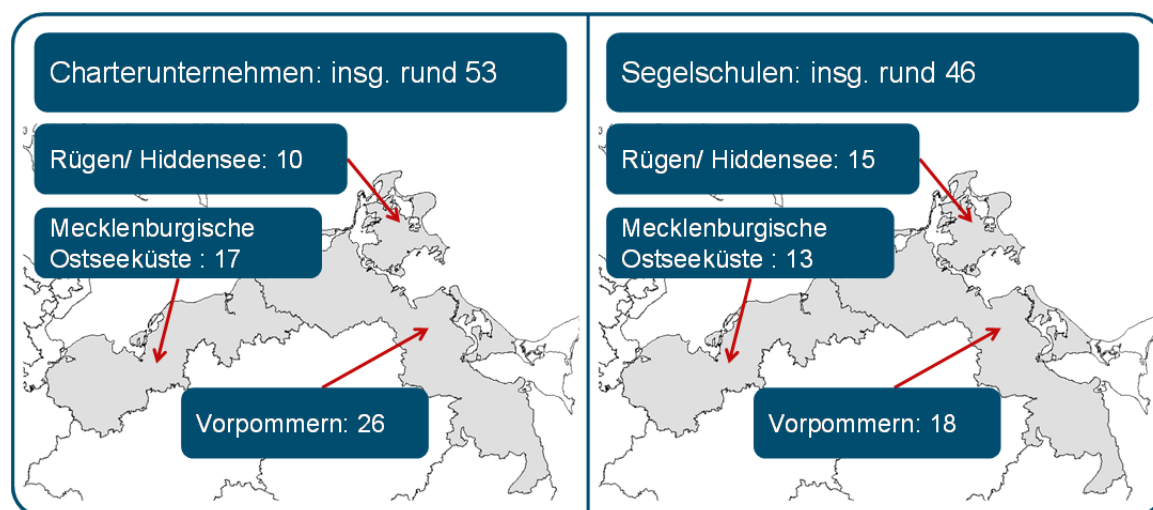 Charterunternehmen: insg. rund 53
Rügen/ Hiddensee: 10
Mecklenburgische
Ostseeküste : 17
Vorpommern: 26
Segelschulen: insg. rund 46
Rügen/ Hiddensee: 15
Mecklenburgische
Ostseeküste : 13
Vorpommern: 18